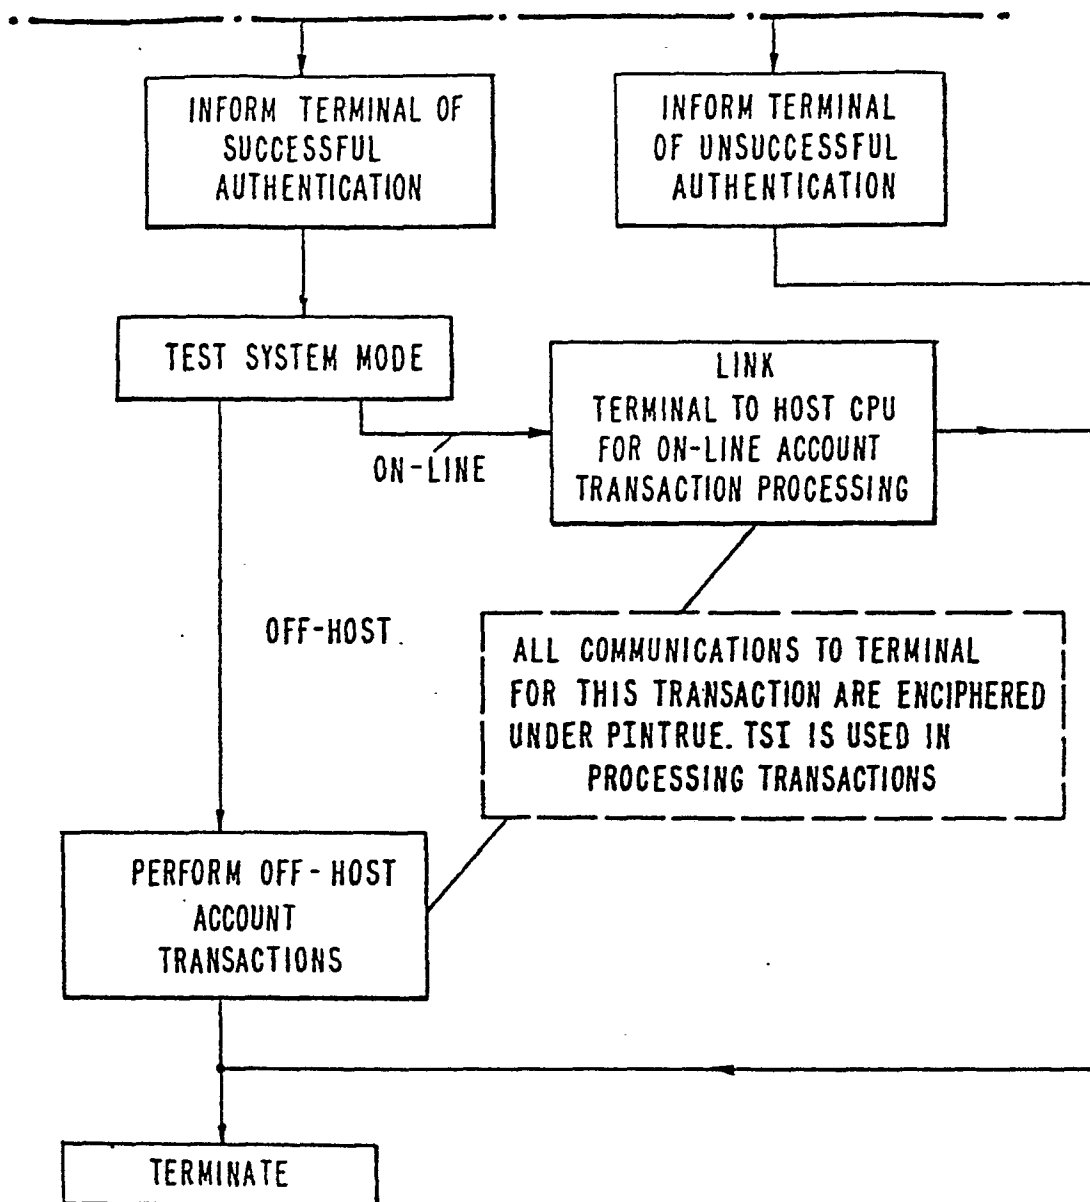 INFORM TERMINAL OF
SUCCESSFUL
AUTHENTICATION
INFORM TERMINAL
OF UNSUCCESSFUL
AUTHENTICATION
TEST SYSTEM MODE
LINK
TERMINAL TO HOST CPU
FOR ON-LINE ACCOUNT
TRANSACTION PROCESSING
ON-LINE
OFF-HOST
ALL COMMUNICATIONS TO TERMINAL
FOR THIS TRANSACTION ARE ENCIPHERED
UNDER PINTRUE. TSI IS USED IN
PROCESSING TRANSACTIONS
PERFORM OFF-HOST
ACCOUNT
TRANSACTIONS
TERMINATE